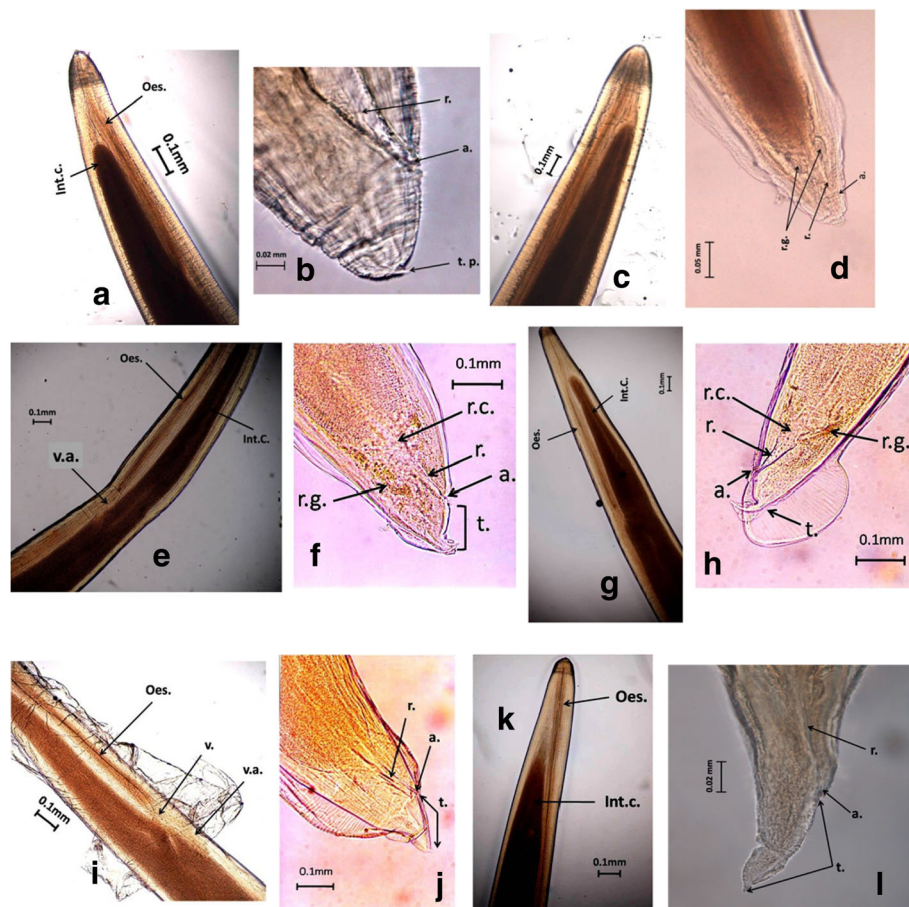 Oes.
Int.c.
0.1mm
a
r.
a.
t. p.
0.02 mm
b
0.1mm
c
a.
r.g.
r.
0.05 mm
d
Oes.
0.1mm
Int.C.
v.a.
e
0.1mm
r.c.
r.
r.g.
a.
t.
f
0.1mm
Int.C.
Oes.
g
r.c.
r.
r.g.
a.
t.
0.1mm
h
Oes.
v.
v.a.
0.1mm
i
r.
a.
t.
0.1mm
j
k
Oes.
Int.c.
0.1mm
r.
0.02 mm
a.
t.
l